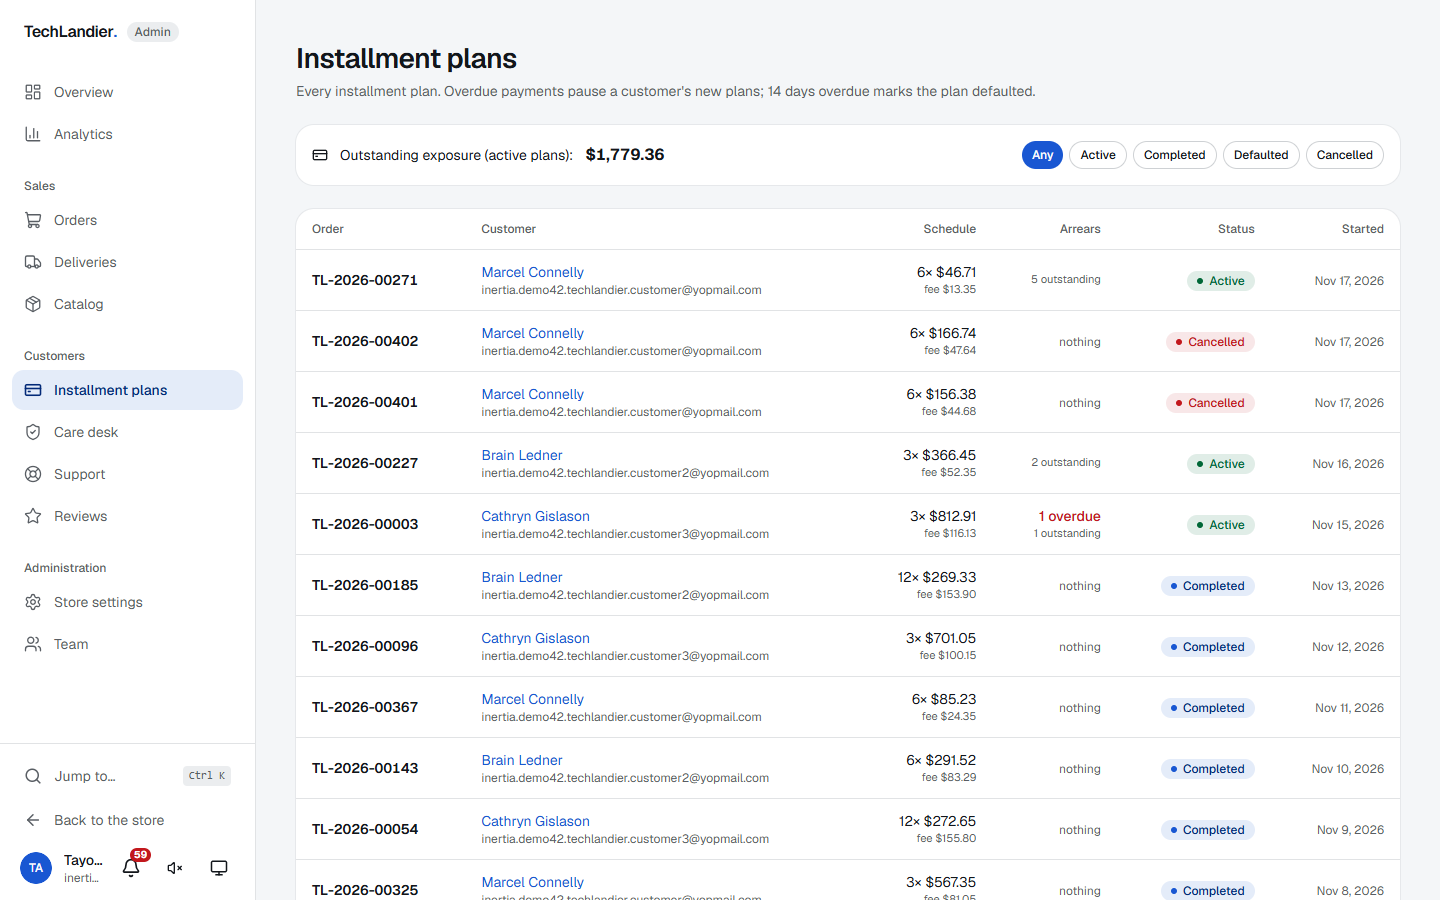 TechLandier. Admin
Overview
Analytics
Sales
Orders
Deliveries
Catalog
Customers
Installment plans
Care desk
Support
Reviews
Administration
Store settings
Team
Jump to... Ctrl K
Back to the store
TA Tayo... 59
inerti...
Installment plans
Every installment plan. Overdue payments pause a customer's new plans; 14 days overdue marks the plan defaulted.
Outstanding exposure (active plans): $1,779.36 Any Active Completed Defaulted Cancelled
Order Customer Schedule Arrears Status Started
TL-2026-00271 Marcel Connelly 6× $46.71 5 outstanding Active Nov 17, 2026
inertia.demo42.techlandier.customer@yopmail.com fee $13.35
TL-2026-00402 Marcel Connelly 6× $166.74 nothing Cancelled Nov 17, 2026
inertia.demo42.techlandier.customer@yopmail.com fee $47.64
TL-2026-00401 Marcel Connelly 6× $156.38 nothing Cancelled Nov 17, 2026
inertia.demo42.techlandier.customer@yopmail.com fee $44.68
TL-2026-00227 Brain Ledner 3× $366.45 2 outstanding Active Nov 16, 2026
inertia.demo42.techlandier.customer2@yopmail.com fee $52.35
TL-2026-00003 Cathryn Gislason 3× $812.91 1 overdue Active Nov 15, 2026
inertia.demo42.techlandier.customer3@yopmail.com fee $116.13 1 outstanding
TL-2026-00185 Brain Ledner 12× $269.33 nothing Completed Nov 13, 2026
inertia.demo42.techlandier.customer2@yopmail.com fee $153.90
TL-2026-00096 Cathryn Gislason 3× $701.05 nothing Completed Nov 12, 2026
inertia.demo42.techlandier.customer3@yopmail.com fee $100.15
TL-2026-00367 Marcel Connelly 6× $85.23 nothing Completed Nov 11, 2026
inertia.demo42.techlandier.customer@yopmail.com fee $24.35
TL-2026-00143 Brain Ledner 6× $291.52 nothing Completed Nov 10, 2026
inertia.demo42.techlandier.customer2@yopmail.com fee $83.29
TL-2026-00054 Cathryn Gislason 12× $272.65 nothing Completed Nov 9, 2026
inertia.demo42.techlandier.customer3@yopmail.com fee $155.80
TL-2026-00325 Marcel Connelly 3× $567.35 nothing Completed Nov 8, 2026
inertia.demo42.techlandier.customer@yopmail.com fee $81.05